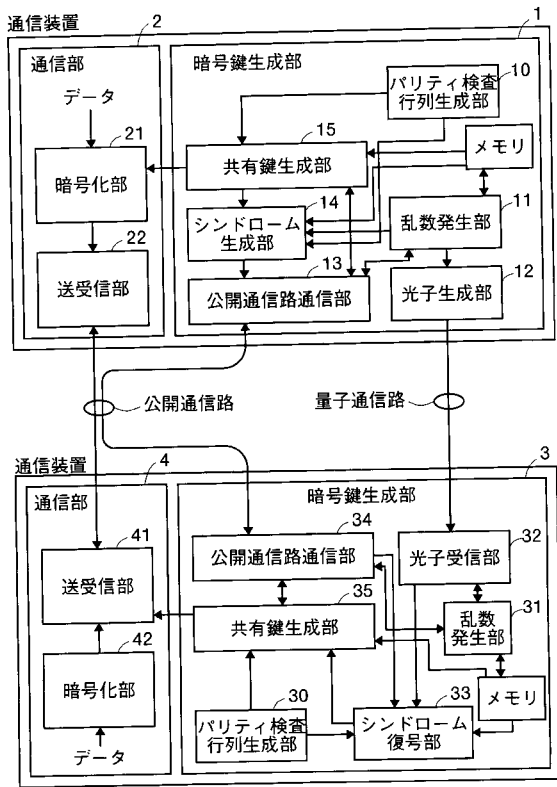 通信装置
2
1
通信部
暗号鍵生成部
データ
パリティ検査
行列生成部
10
21
暗号化部
15
共有鍵生成部
メモリ
14
シンドローム
生成部
11
乱数発生部
22
送受信部
13
公開通信路通信部
12
光子生成部
公開通信路
量子通信路
通信装置
4
3
通信部
暗号鍵生成部
41
送受信部
34
公開通信路通信部
32
光子受信部
35
共有鍵生成部
31
乱数
発生部
42
暗号化部
データ
30
パリティ検査
行列生成部
33
シンドローム
復号部
メモリ